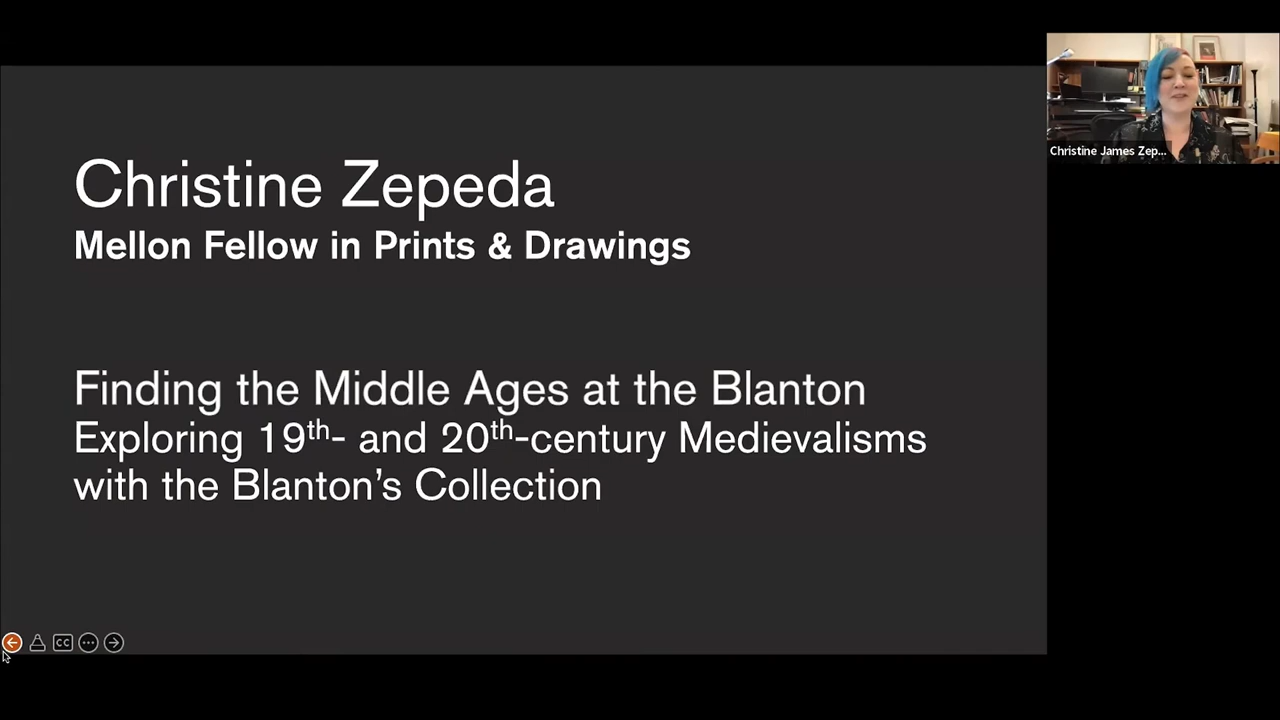 Christine Zepeda
Mellon Fellow in Prints & Drawings
Finding the Middle Ages at the Blanton
Exploring 19th- and 20th-century Medievalisms
with the Blanton’s Collection
Christine James Zep...
CC